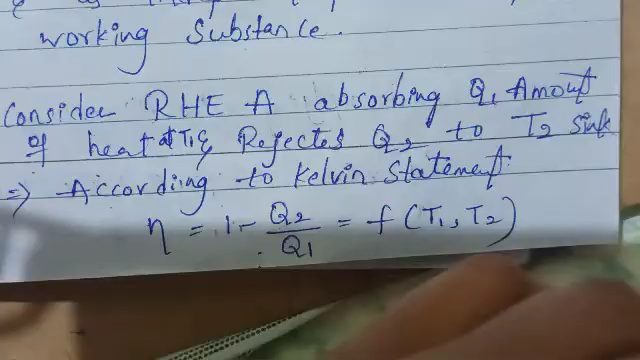 working Substance.
Consider RHE A absorbing Q1 Amout
of heat at T1 & Rejects Q2 to T2 sink
⇒ According to Kelvin Statement.
η = 1 - Q2/Q1 = f (T1, T2)